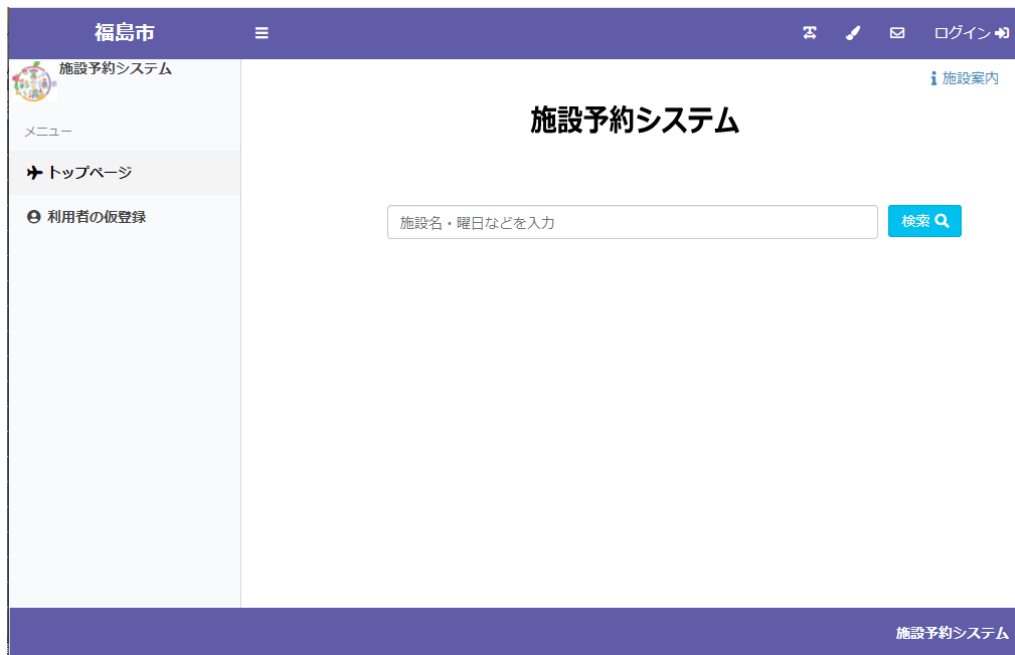 福島市
ログイン
施設予約システム
施設案内
施設予約システム
メニュー
トップページ
利用者の仮登録
施設名・曜日などを入力
検索
施設予約システム